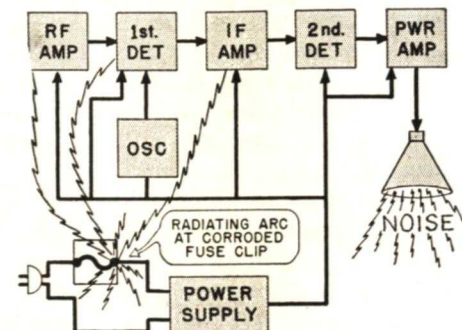 RF
AMP
1st.
DET
IF
AMP
2nd.
DET
PWR
AMP
OSC
NOISE
RADIATING ARC
AT CORRODED
FUSE CLIP
POWER
SUPPLY